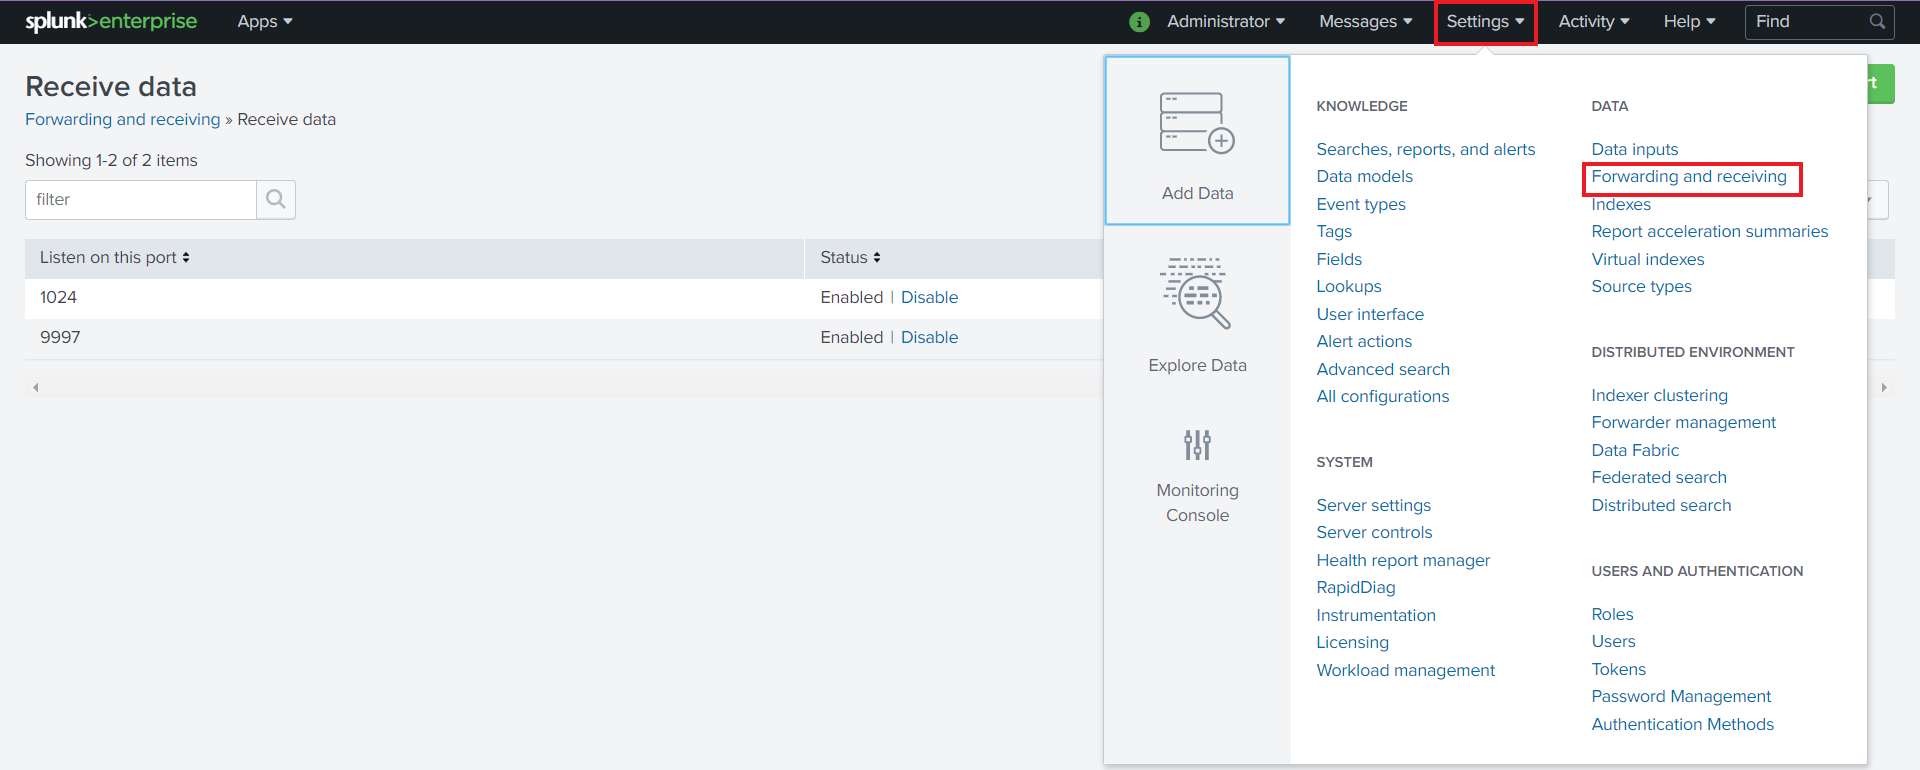 splunk>enterprise Apps
i Administrator Messages Settings Activity Help Find
Receive data
Forwarding and receiving » Receive data
Showing 1-2 of 2 items
filter
Listen on this port Status
1024 Enabled | Disable
9997 Enabled | Disable
Add Data
Explore Data
Monitoring
Console
KNOWLEDGE
Searches, reports, and alerts
Data models
Event types
Tags
Fields
Lookups
User interface
Alert actions
Advanced search
All configurations
SYSTEM
Server settings
Server controls
Health report manager
RapidDiag
Instrumentation
Licensing
Workload management
DATA
Data inputs
Forwarding and receiving
Indexes
Report acceleration summaries
Virtual indexes
Source types
DISTRIBUTED ENVIRONMENT
Indexer clustering
Forwarder management
Data Fabric
Federated search
Distributed search
USERS AND AUTHENTICATION
Roles
Users
Tokens
Password Management
Authentication Methods